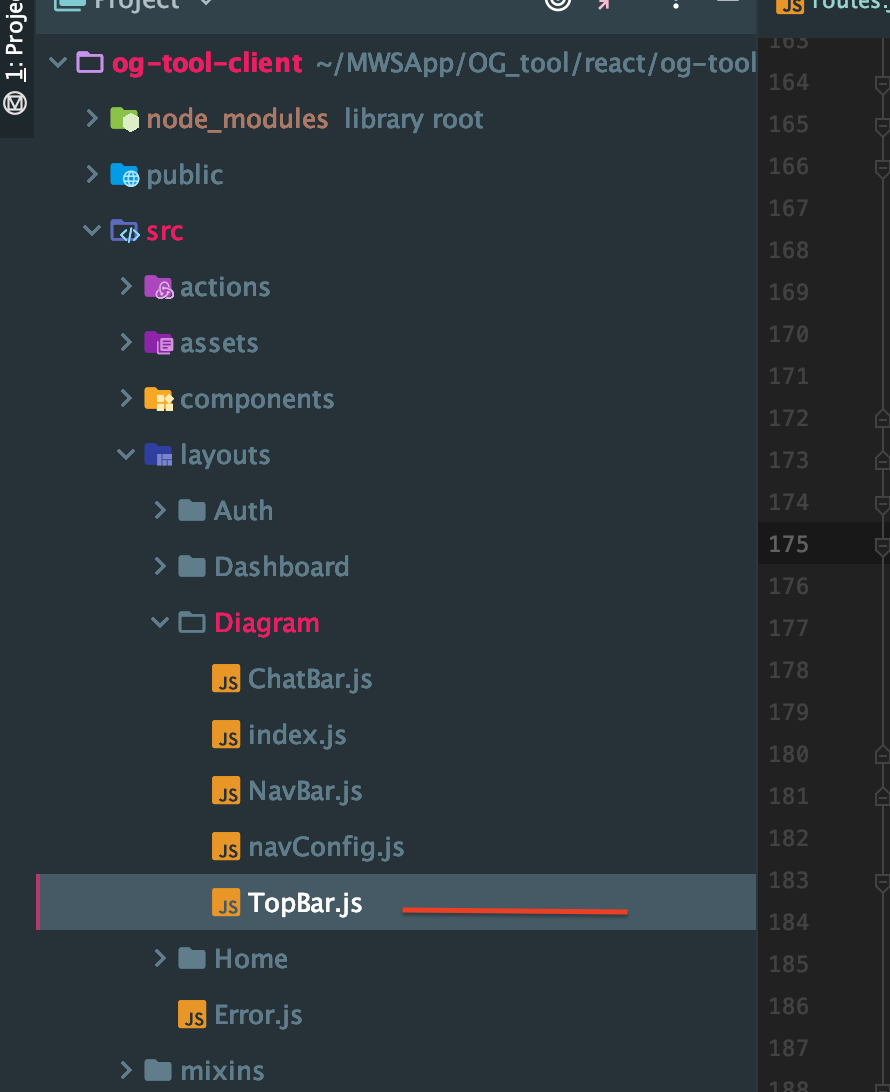 Project
routes.
1: Project
og-tool-client ~/MWSApp/OG_tool/react/og-tool
node_modules library root
public
src
actions
assets
components
layouts
Auth
Dashboard
Diagram
JS ChatBar.js
JS index.js
JS NavBar.js
JS navConfig.js
JS TopBar.js
Home
JS Error.js
mixins
JS
163
164
165
166
167
168
169
170
171
172
173
174
175
176
177
178
179
180
181
182
183
184
185
186
187
188